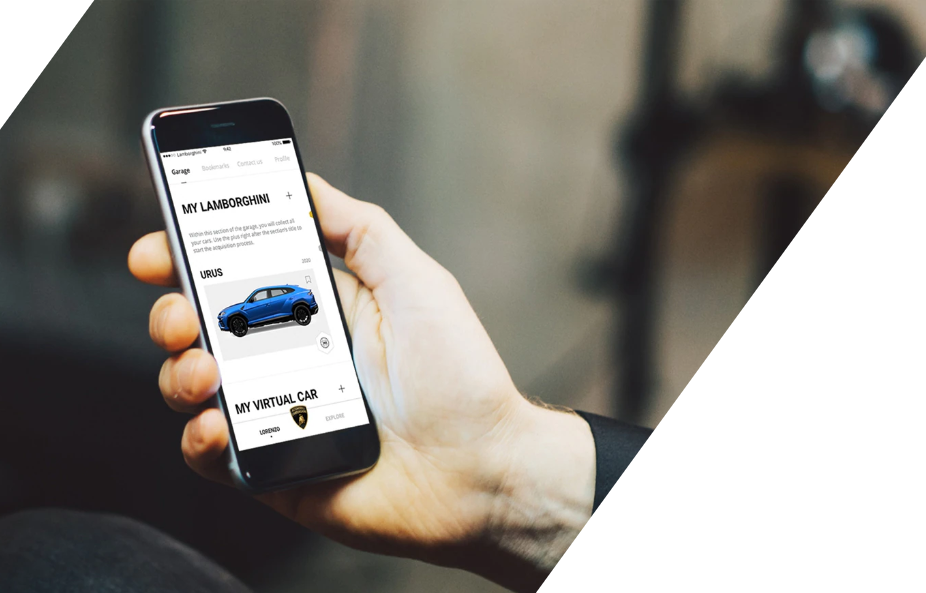 Lamborghini 9:42 100%
Garage Bookmarks Contact us Profile
MY LAMBORGHINI +
Within this section of the garage, you will collect all
your cars. Use the plus right after the section's title to
start the acquisition process.
URUS
MY VIRTUAL CAR +
LORENZO EXPLORE